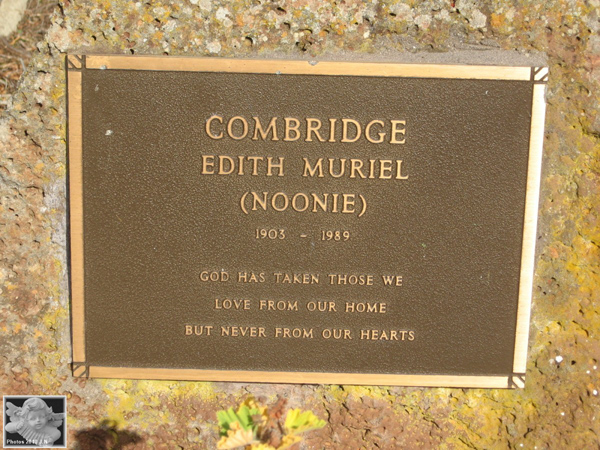 COMBRIDGE
EDITH MURIEL
(NOONIE)
1903 - 1989
GOD HAS TAKEN THOSE WE
LOVE FROM OUR HOME
BUT NEVER FROM OUR HEARTS